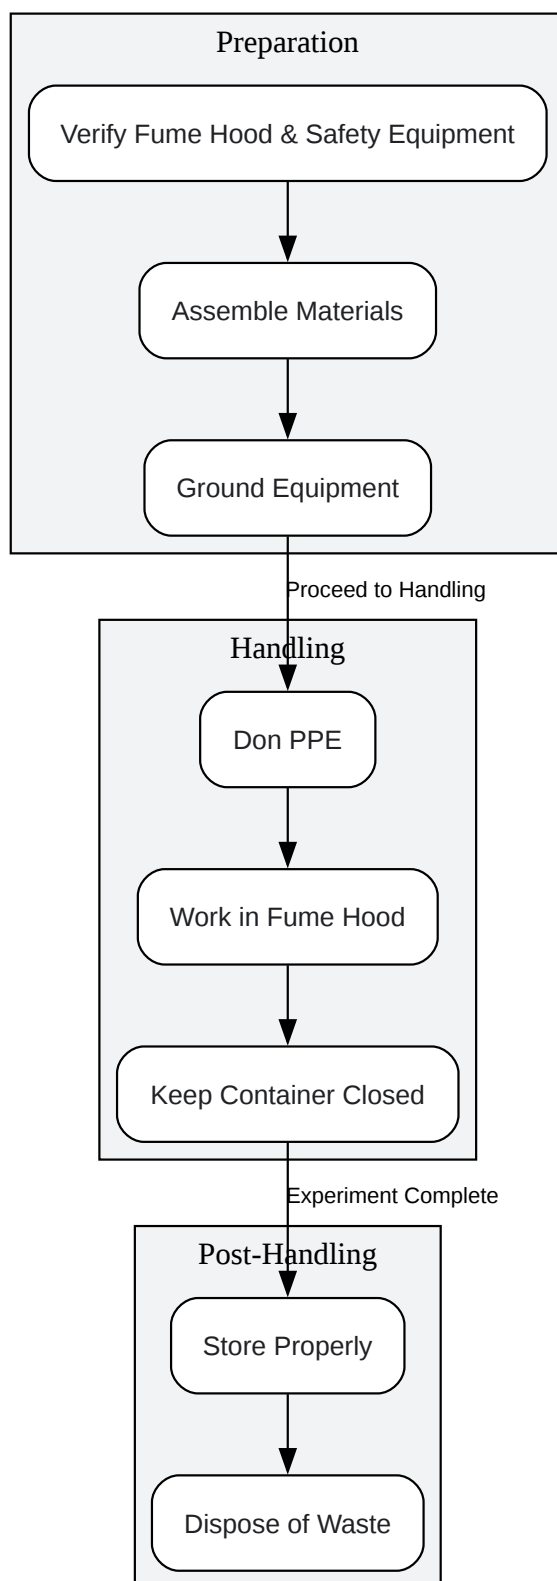 Preparation
Verify Fume Hood & Safety Equipment
Assemble Materials
Ground Equipment
Proceed to Handling
Handling
Don PPE
Work in Fume Hood
Keep Container Closed
Experiment Complete
Post-Handling
Store Properly
Dispose of Waste